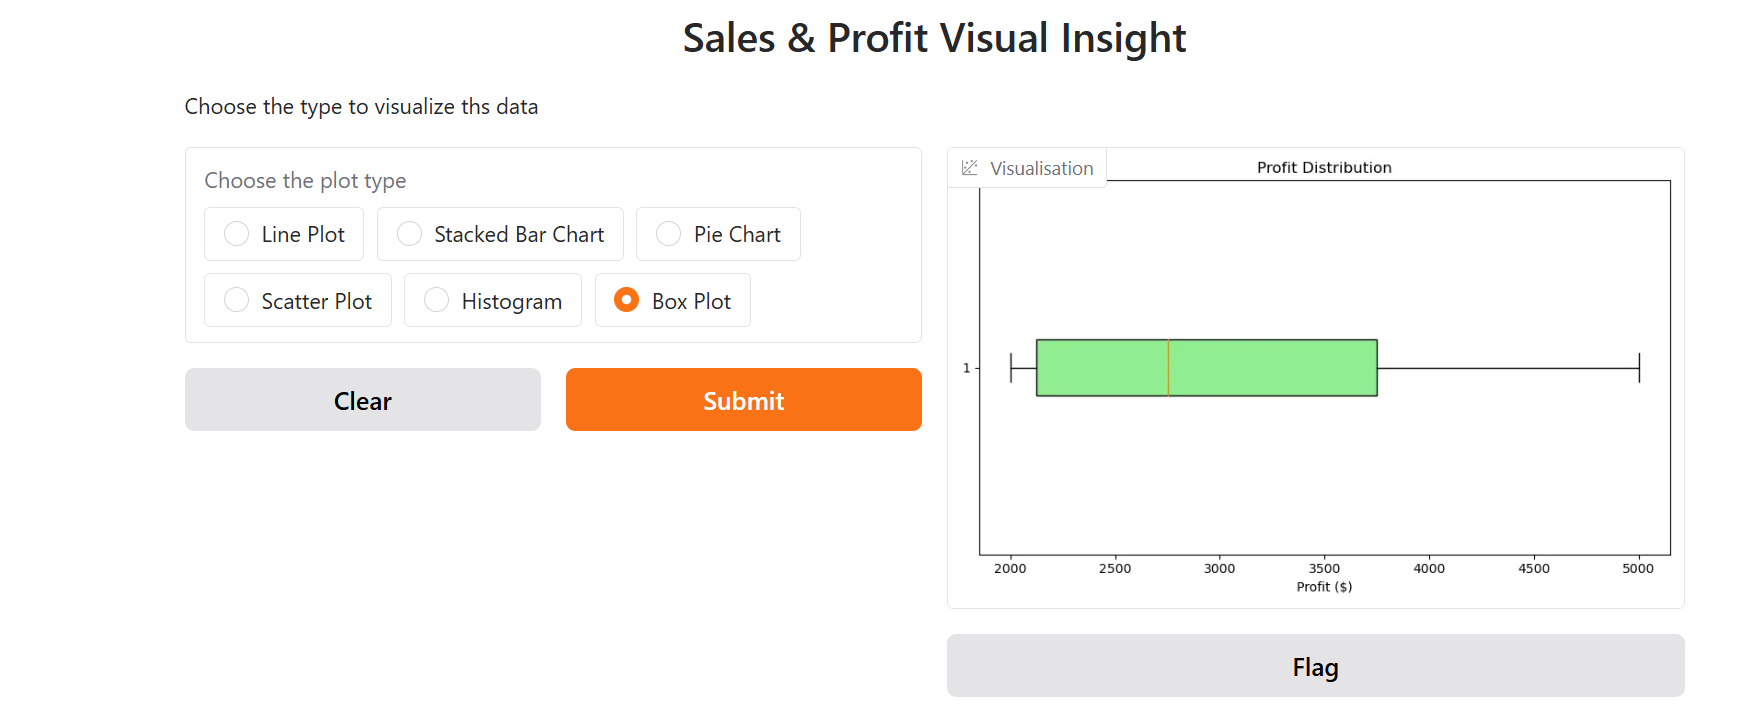 Sales & Profit Visual Insight
Choose the type to visualize ths data
Choose the plot type
Line Plot
Stacked Bar Chart
Pie Chart
Scatter Plot
Histogram
Box Plot
Clear
Submit
Visualisation
Profit Distribution
1
2000 2500 3000 3500 4000 4500 5000
Profit ($)
Flag